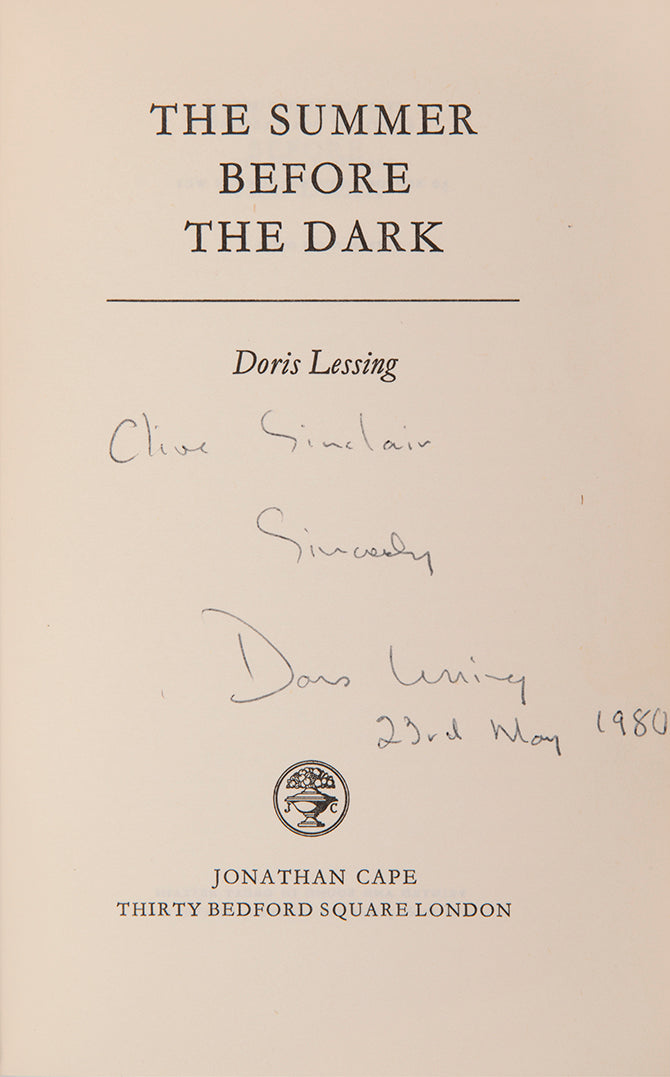 THE SUMMER
BEFORE
THE DARK
Doris Lessing
Clive Sinclair
Sincerely
Doris Lessing
23rd May 1980
J C
JONATHAN CAPE
THIRTY BEDFORD SQUARE LONDON